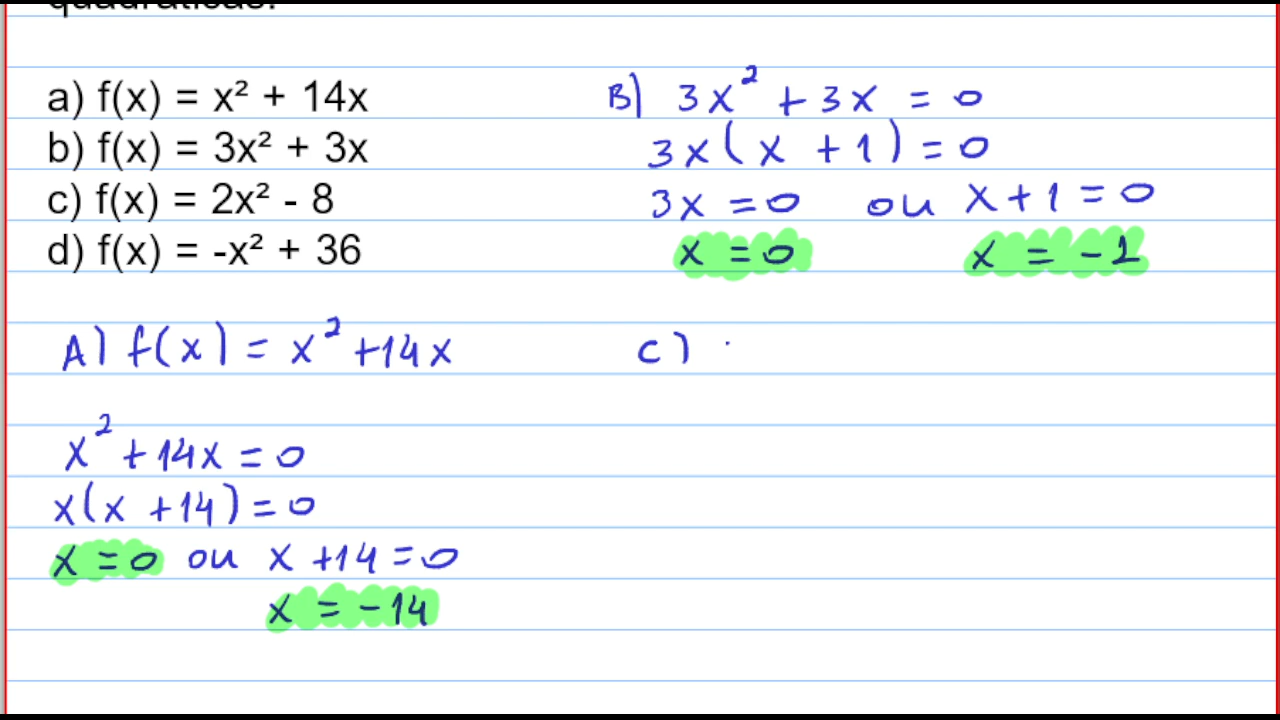 quadráticas.
a) f(x) = x² + 14x
b) f(x) = 3x² + 3x
c) f(x) = 2x² - 8
d) f(x) = -x² + 36
A) f(x) = x² + 14x
x² + 14x = 0
x(x + 14) = 0
x = 0 ou x + 14 = 0
x = -14
B) 3x² + 3x = 0
3x(x + 1) = 0
3x = 0 ou x + 1 = 0
x = 0 x = -1
C)